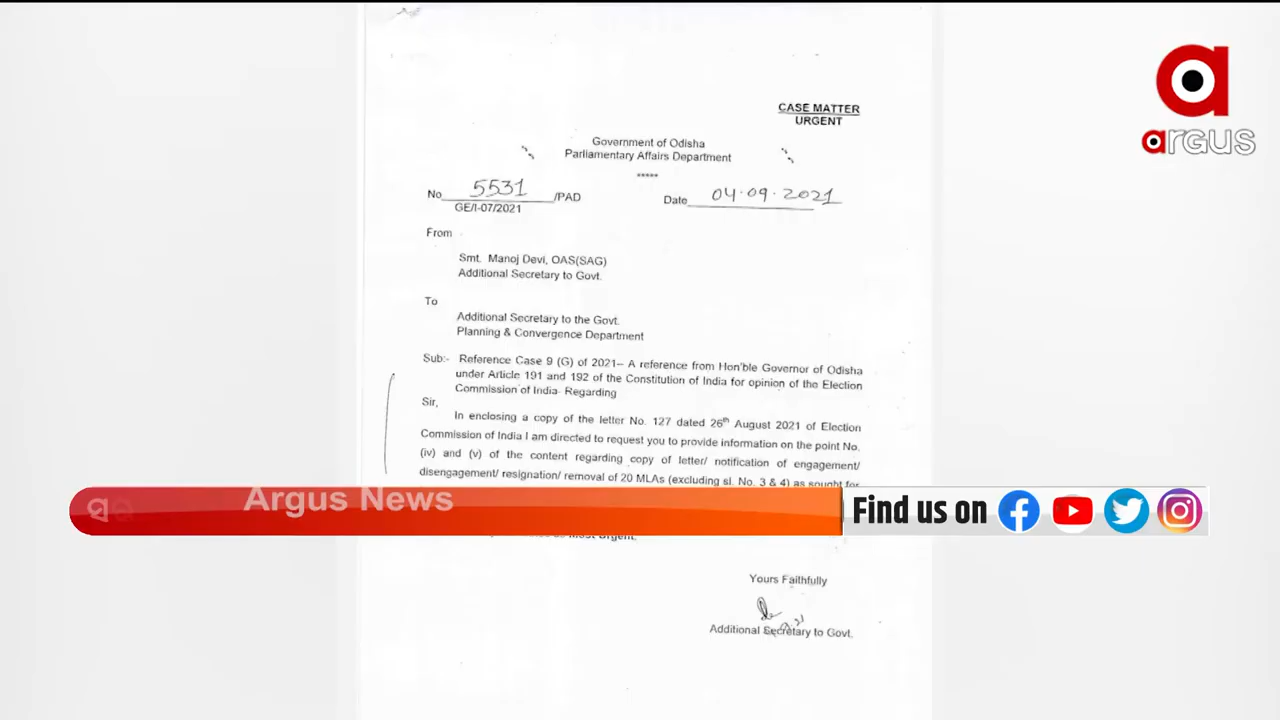 CASE MATTER
URGENT
Government of Odisha
Parliamentary Affairs Department
*****
No 5531 /PAD
GE/I-07/2021
Date 04.09.2021
From
Smt. Manoj Devi, OAS(SAG)
Additional Secretary to Govt.
To
Additional Secretary to the Govt.
Planning & Convergence Department
Sub:- Reference Case 9 (G) of 2021– A reference from Hon'ble Governor of Odisha
under Article 191 and 192 of the Constitution of India for opinion of the Election
Commission of India- Regarding
Sir,
In enclosing a copy of the letter No. 127 dated 26th August 2021 of Election
Commission of India I am directed to request you to provide information on the point No.
(iv) and (v) of the content regarding copy of letter/ notification of engagement/
disengagement/ resignation/ removal of 20 MLAs (excluding sl. No. 3 & 4) as sought for
Most Urgent.
Yours Faithfully
Additional Secretary to Govt.
argus
Argus News
Find us on